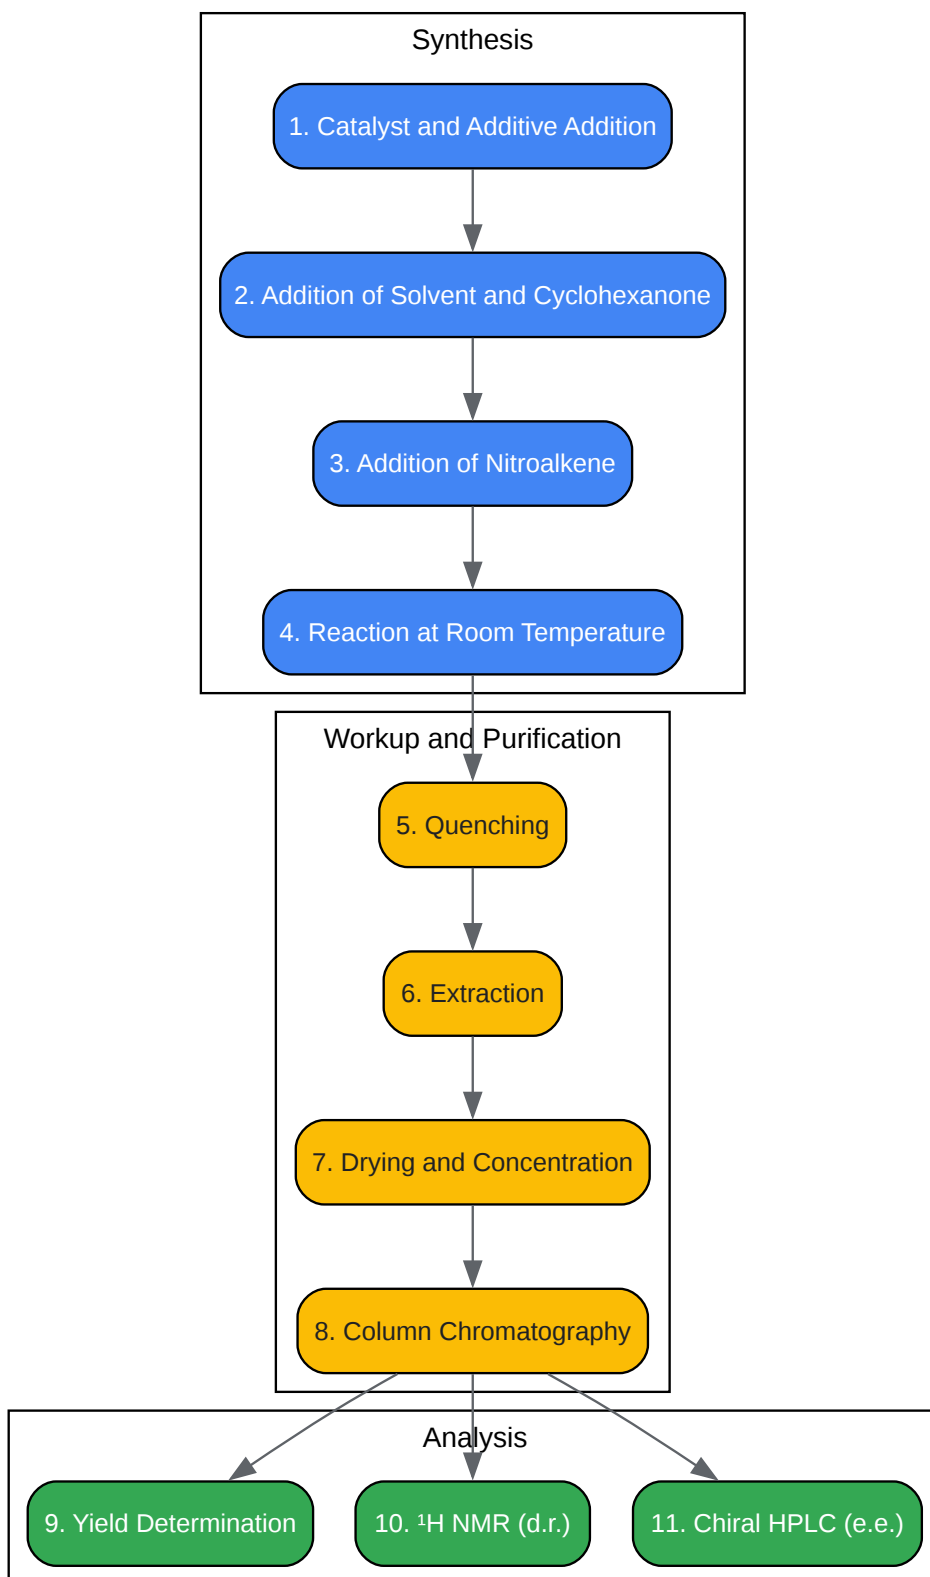 Synthesis
1. Catalyst and Additive Addition
2. Addition of Solvent and Cyclohexanone
3. Addition of Nitroalkene
4. Reaction at Room Temperature
Workup and Purification
5. Quenching
6. Extraction
7. Drying and Concentration
8. Column Chromatography
Analysis
9. Yield Determination
10. ¹H NMR (d.r.)
11. Chiral HPLC (e.e.)